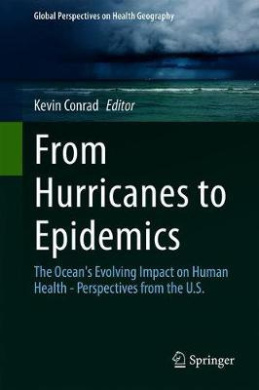 Global Perspectives on Health Geography
Kevin Conrad Editor
From
Hurricanes to
Epidemics
The Ocean's Evolving Impact on Human
Health - Perspectives from the U.S.
Springer